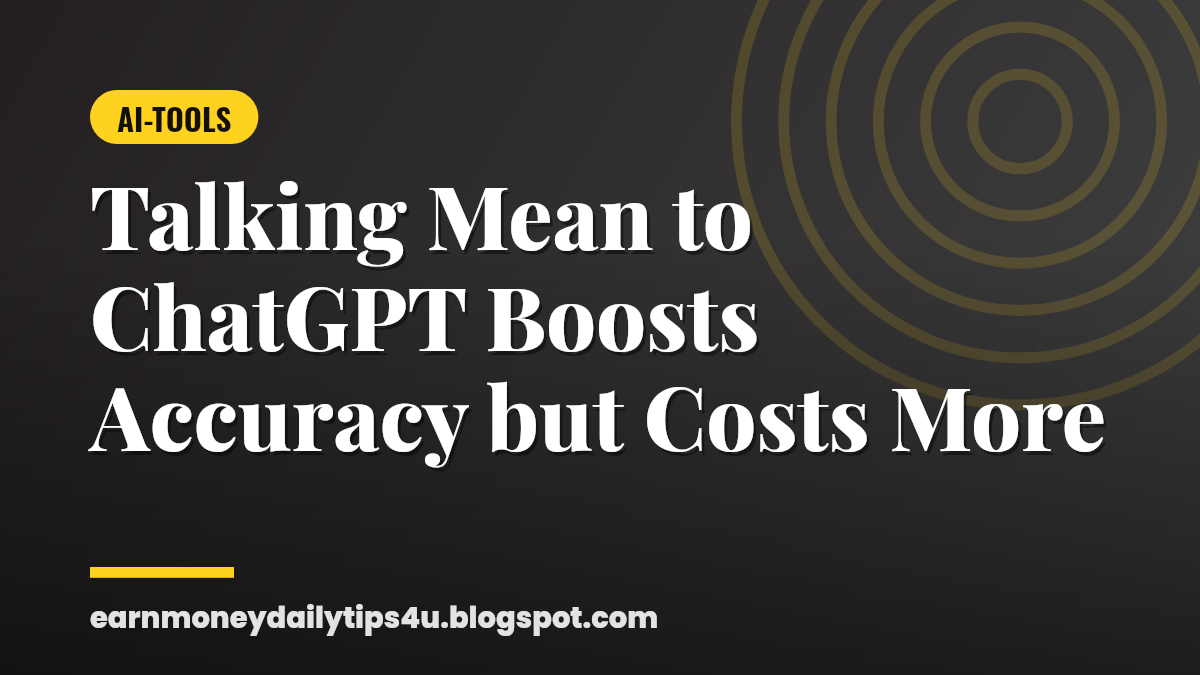 AI-TOOLS
Talking Mean to
ChatGPT Boosts
Accuracy but Costs More
earnmoneydailytips4u.blogspot.com